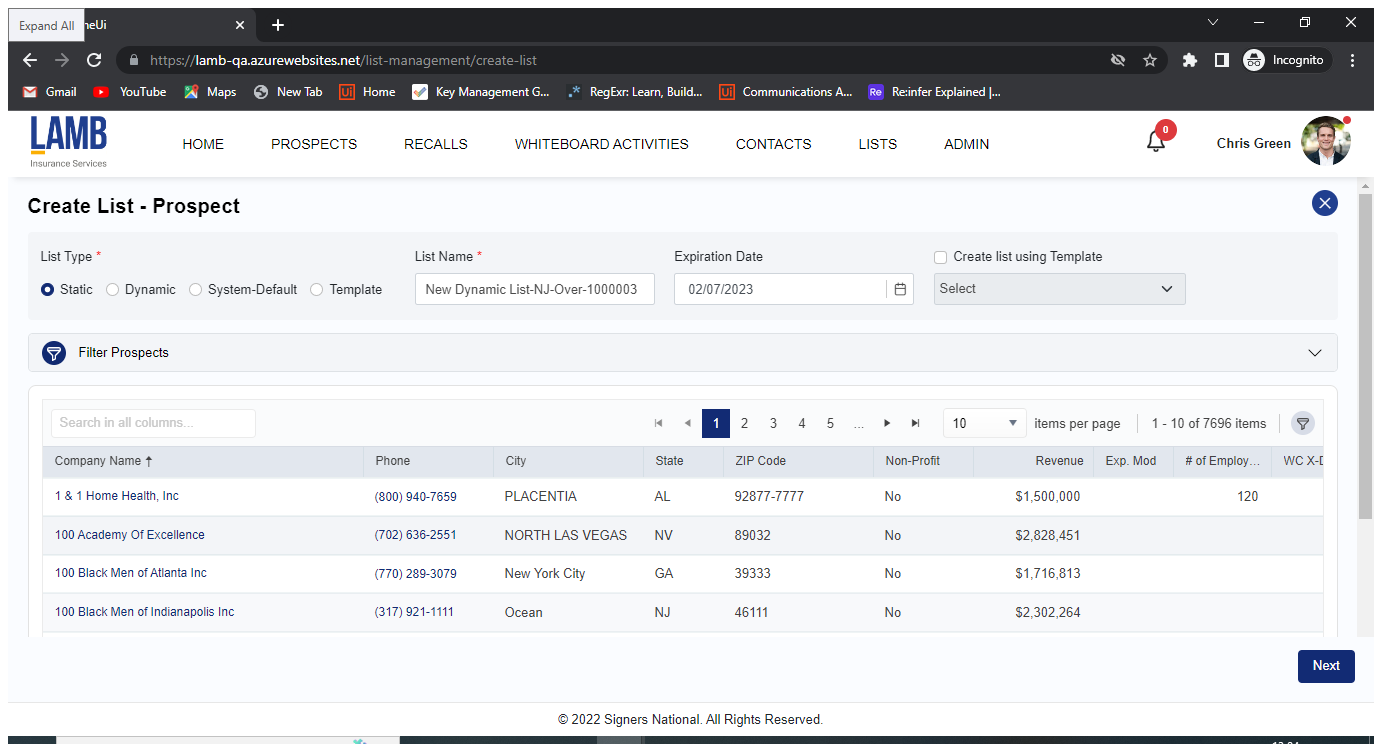 Expand All neUi
https://lamb-qa.azurewebsites.net/list-management/create-list Incognito
Gmail YouTube Maps New Tab Home Key Management G... RegExr: Learn, Build... Communications A... Re:infer Explained |...
LAMB
Insurance Services
HOME PROSPECTS RECALLS WHITEBOARD ACTIVITIES CONTACTS LISTS ADMIN 0 Chris Green
Create List - Prospect
List Type * List Name * Expiration Date Create list using Template
Static Dynamic System-Default Template New Dynamic List-NJ-Over-1000003 02/07/2023 Select
Filter Prospects
Search in all columns... 1 2 3 4 5 ... 10 items per page 1 - 10 of 7696 items
Company Name Phone City State ZIP Code Non-Profit Revenue Exp. Mod # of Employ... WC X-D
1 & 1 Home Health, Inc (800) 940-7659 PLACENTIA AL 92877-7777 No $1,500,000 120
100 Academy Of Excellence (702) 636-2551 NORTH LAS VEGAS NV 89032 No $2,828,451
100 Black Men of Atlanta Inc (770) 289-3079 New York City GA 39333 No $1,716,813
100 Black Men of Indianapolis Inc (317) 921-1111 Ocean NJ 46111 No $2,302,264
Next
© 2022 Signers National. All Rights Reserved.